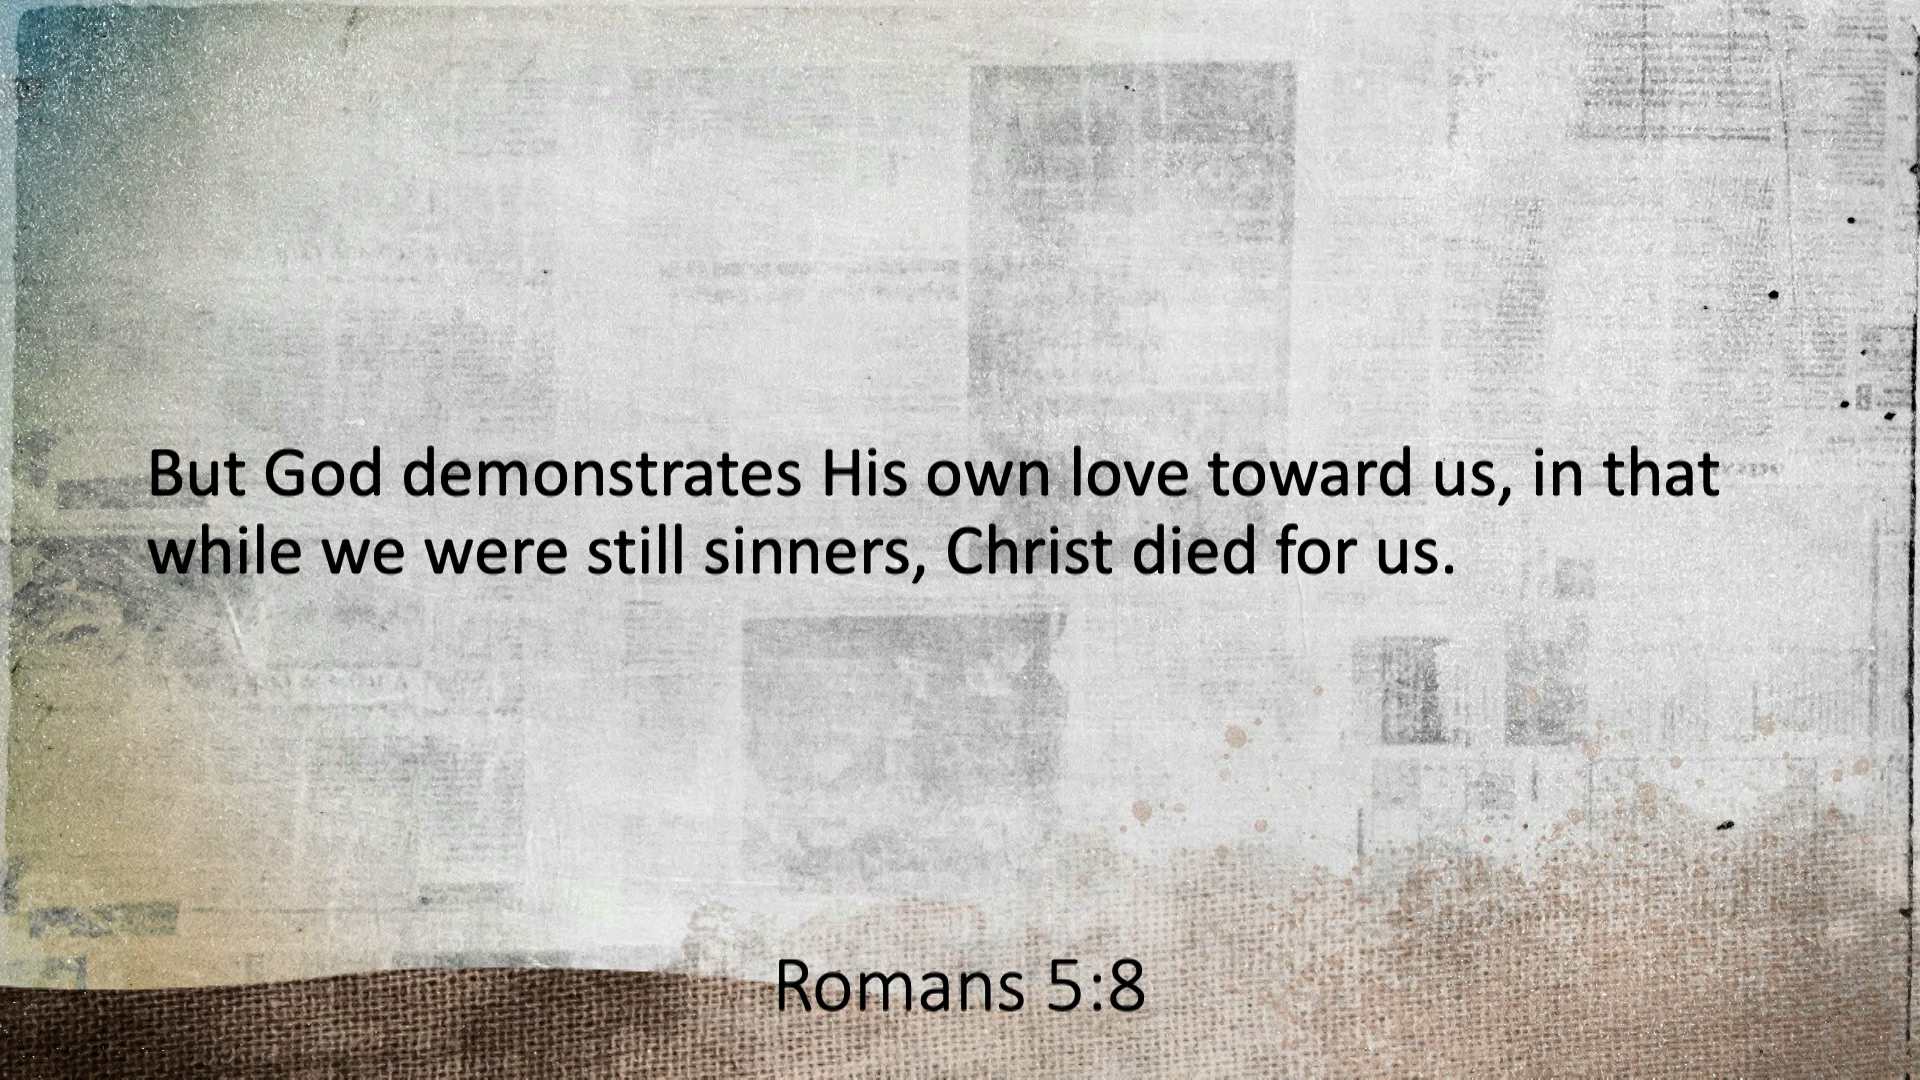 But God demonstrates His own love toward us, in that
while we were still sinners, Christ died for us.
Romans 5:8